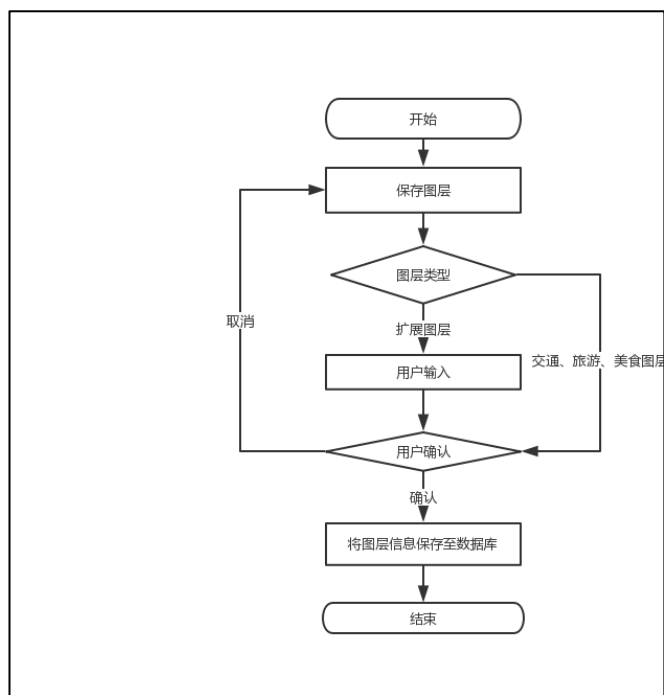 开始
保存图层
图层类型
取消
扩展图层
用户输入
交通、旅游、美食图层
用户确认
确认
将图层信息保存至数据库
结束